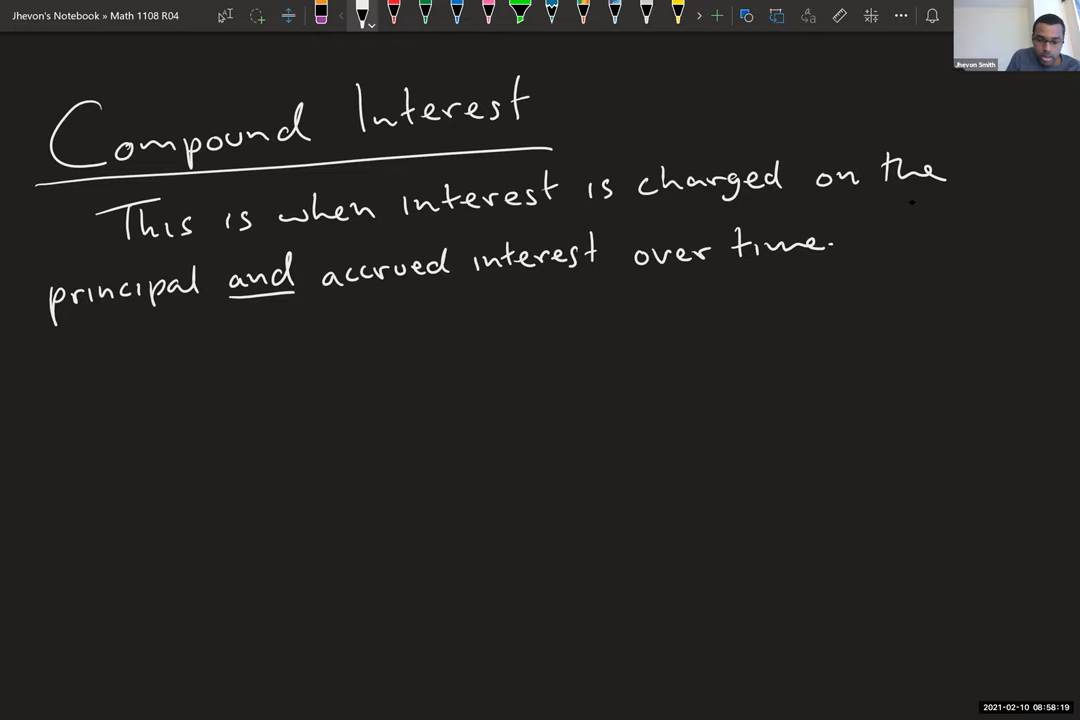 Jhevon's Notebook » Math 1108 R04
Jhevon Smith
Compound Interest
This is when interest is charged on the
principal and accrued interest over time.
2021-02-10 08:58:19